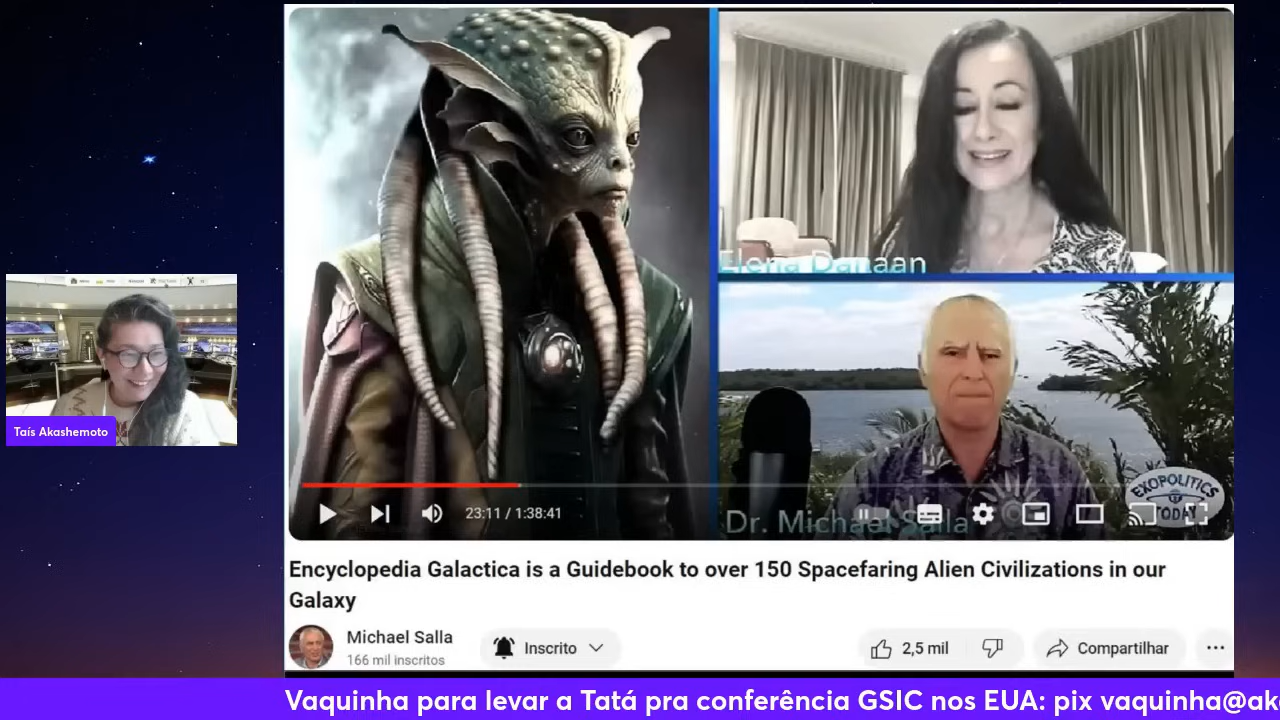 Elena Danaan
Taís Akashemoto
23:11 / 1:38:41
Dr. Michael Salla
EXOPOLITICS
TODAY
Encyclopedia Galactica is a Guidebook to over 150 Spacefaring Alien Civilizations in our
Galaxy
Michael Salla
166 mil inscritos
Inscrito
2,5 mil
Compartilhar
Vaquinha para levar a Tatá pra conferência GSIC nos EUA: pix vaquinha@ak